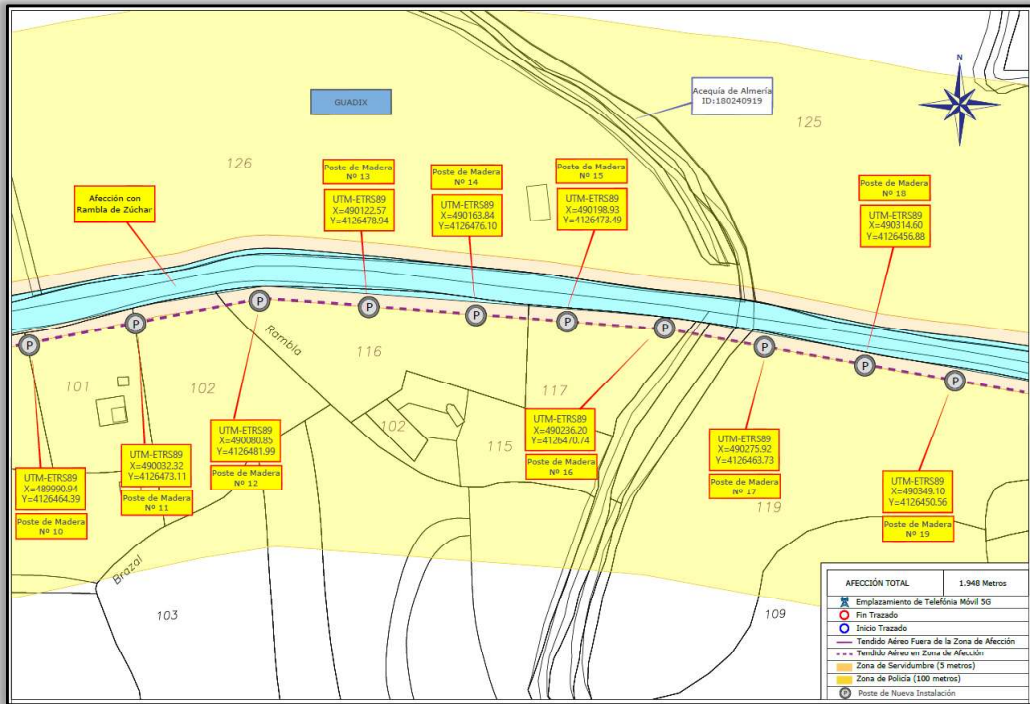 N
GUADIX
Acequía de Almería
ID:180240919
125
126
Poste de Madera
Nº 13
UTM-ETRS89
X=490122.57
Y=4126478.94
Poste de Madera
Nº 14
UTM-ETRS89
X=490163.84
Y=4126476.10
Poste de Madera
Nº 15
UTM-ETRS89
X=490198.93
Y=4126473.49
Poste de Madera
Nº 18
UTM-ETRS89
X=490314.60
Y=4126456.88
Afección con
Rambla de Zúchar
P
P
P
P
P
P
P
P
P
P
Rambla
116
101
102
117
102
115
UTM-ETRS89
X=489990.94
Y=4126464.39
Poste de Madera
Nº 10
UTM-ETRS89
X=490032.32
Y=4126473.11
Poste de Madera
Nº 11
UTM-ETRS89
X=490080.85
Y=4126481.99
Poste de Madera
Nº 12
UTM-ETRS89
X=490236.20
Y=4126470.74
Poste de Madera
Nº 16
UTM-ETRS89
X=490275.92
Y=4126463.73
Poste de Madera
Nº 17
119
UTM-ETRS89
X=490349.10
Y=4126450.56
Poste de Madera
Nº 19
Brazal
103
109
AFECCIÓN TOTAL 1.948 Metros
Emplazamiento de Telefónia Móvil 5G
Fin Trazado
Inicio Trazado
Tendido Aéreo Fuera de la Zona de Afección
Tendido Aéreo en Zona de Afección
Zona de Servidumbre (5 metros)
Zona de Policía (100 metros)
P Poste de Nueva Instalación